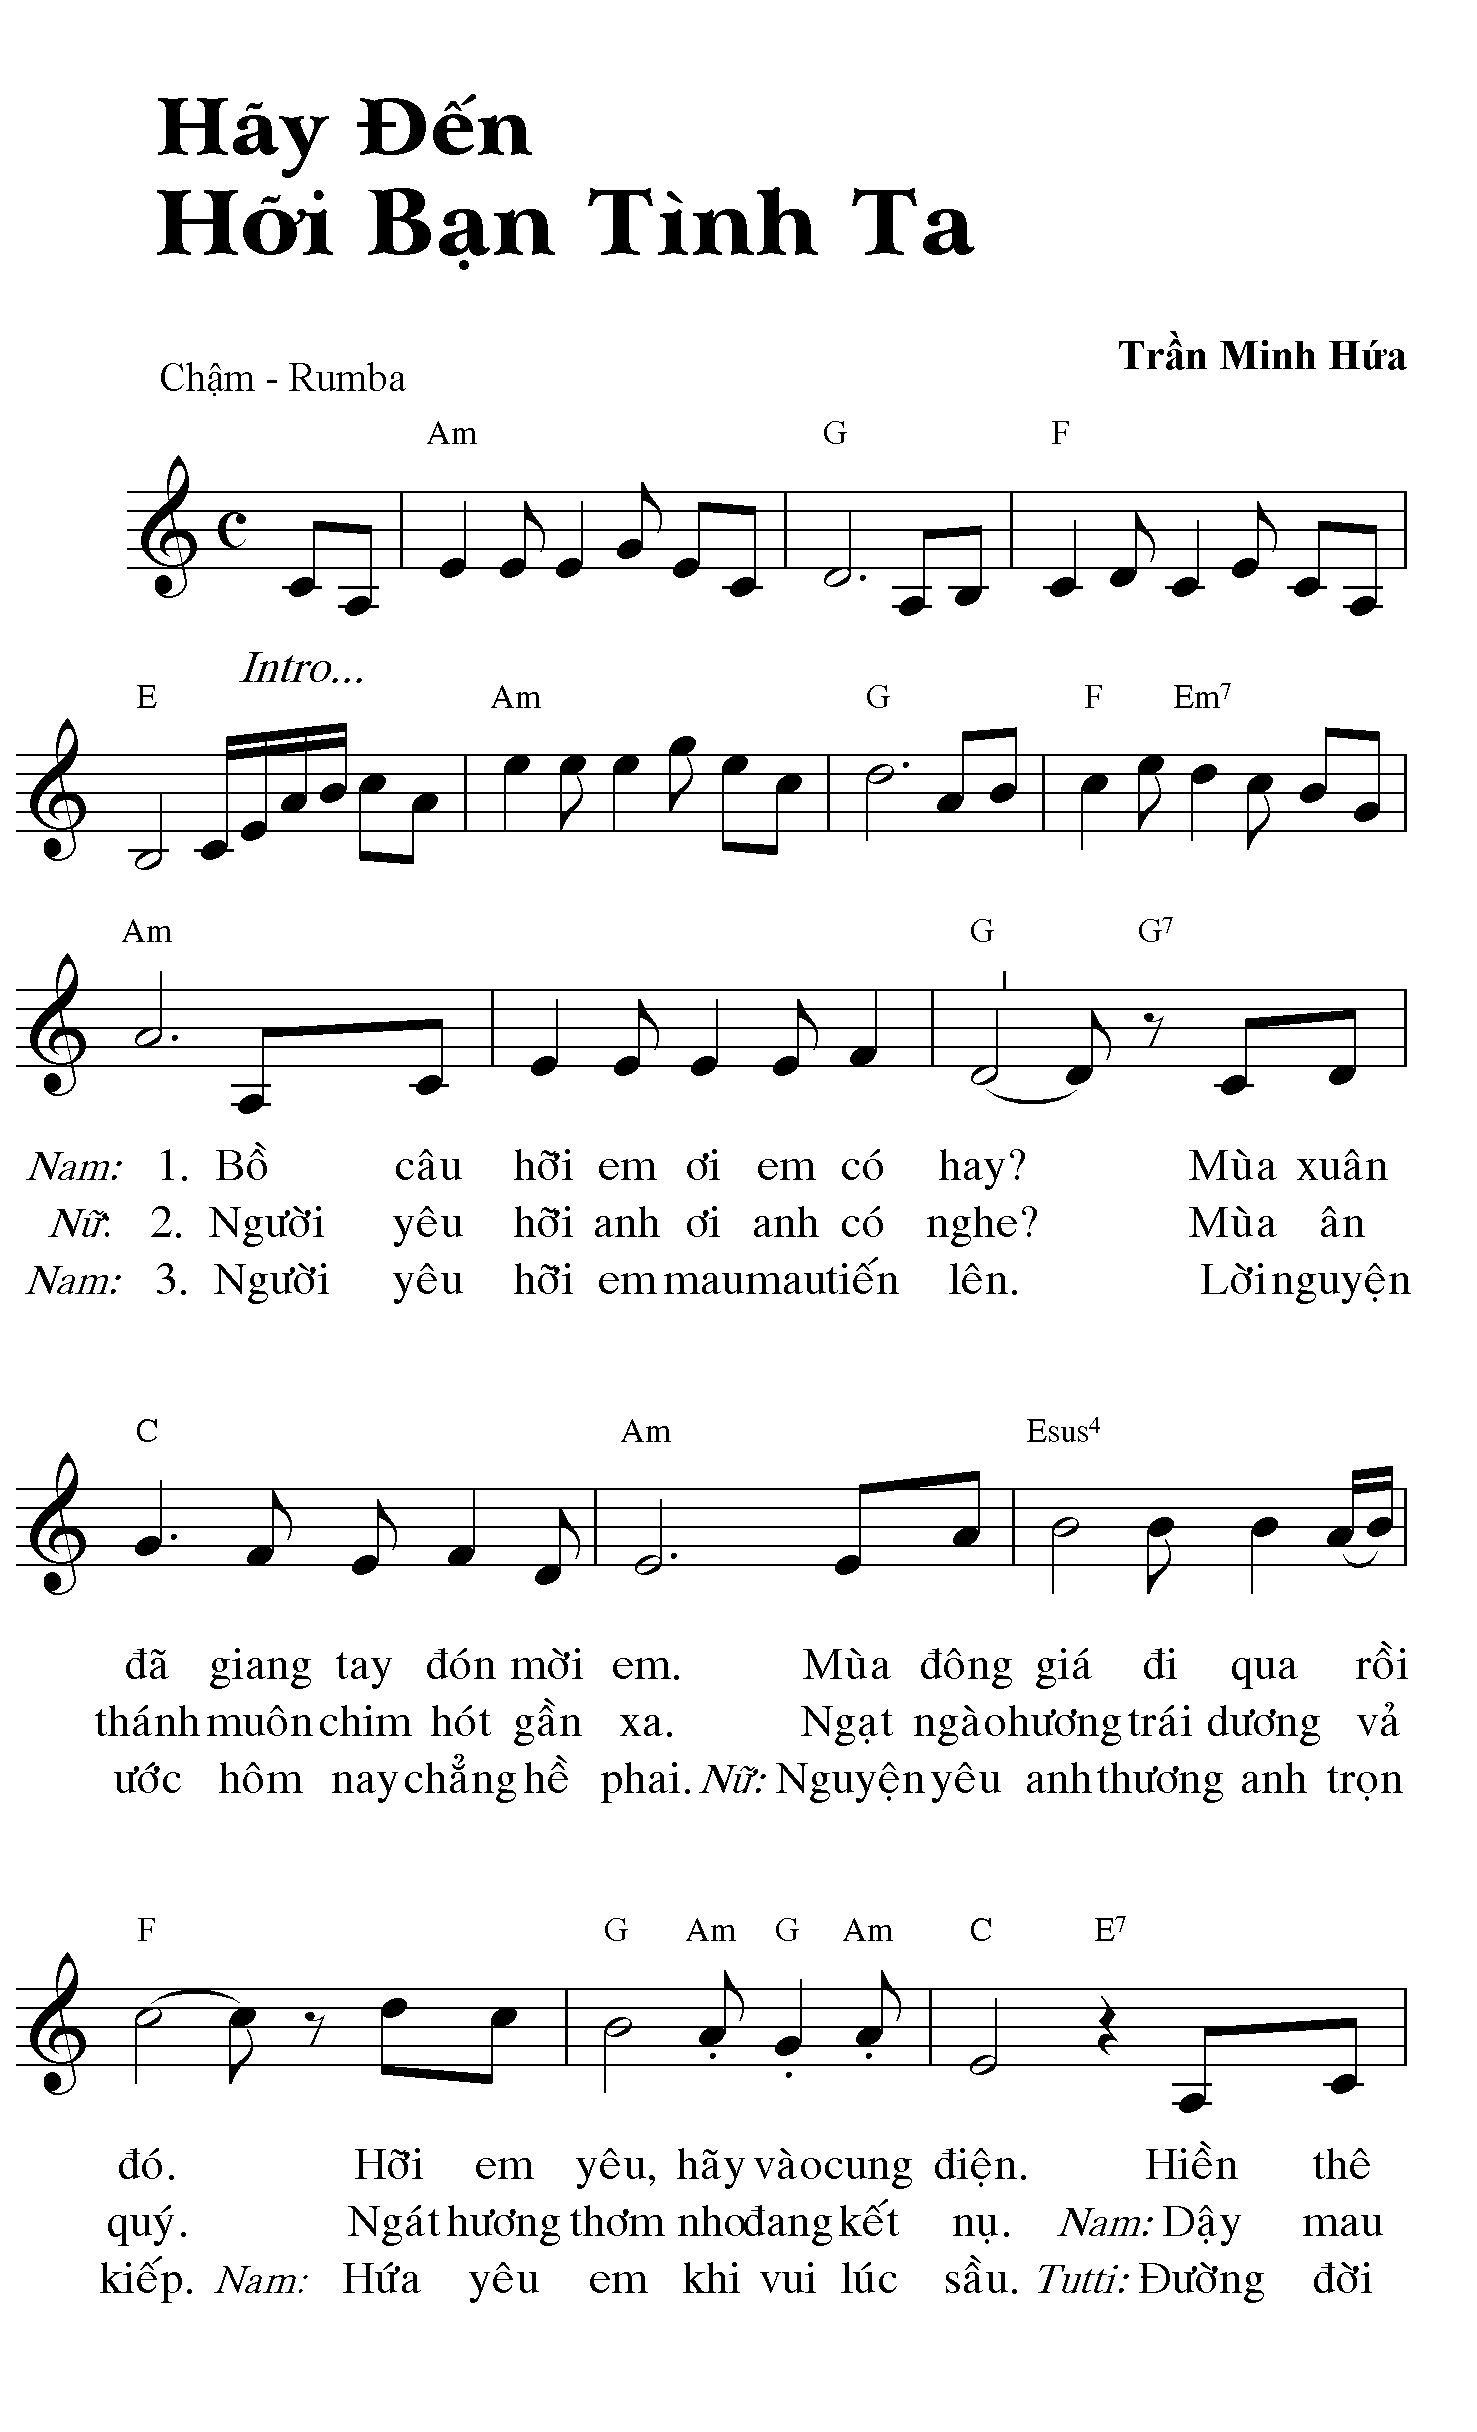 Hãy Đến
Hỡi Bạn Tình Ta
Trần Minh Hứa
Chậm - Rumba
Am G F
Intro...
E Am G F Em7
Am G G7
Nam: 1. Bồ câu hỡi em ơi em có hay? Mùa xuân
Nữ: 2. Người yêu hỡi anh ơi anh có nghe? Mùa ân
Nam: 3. Người yêu hỡi em mau mau tiến lên. Lời nguyện
C Am Esus4
đã giang tay đón mời em. Mùa đông giá đi qua rồi
thánh muôn chim hót gần xa. Ngạt ngào hương trái dương vả
ước hôm nay chẳng hề phai. Nữ: Nguyện yêu anh thương anh trọn
F G Am G Am C E7
đó. Hỡi em yêu, hãy vào cung điện. Hiền thê
quý. Ngát hương thơm nho đang kết nụ. Nam: Dậy mau
kiếp. Nam: Hứa yêu em khi vui lúc sầu. Tutti: Đường đời